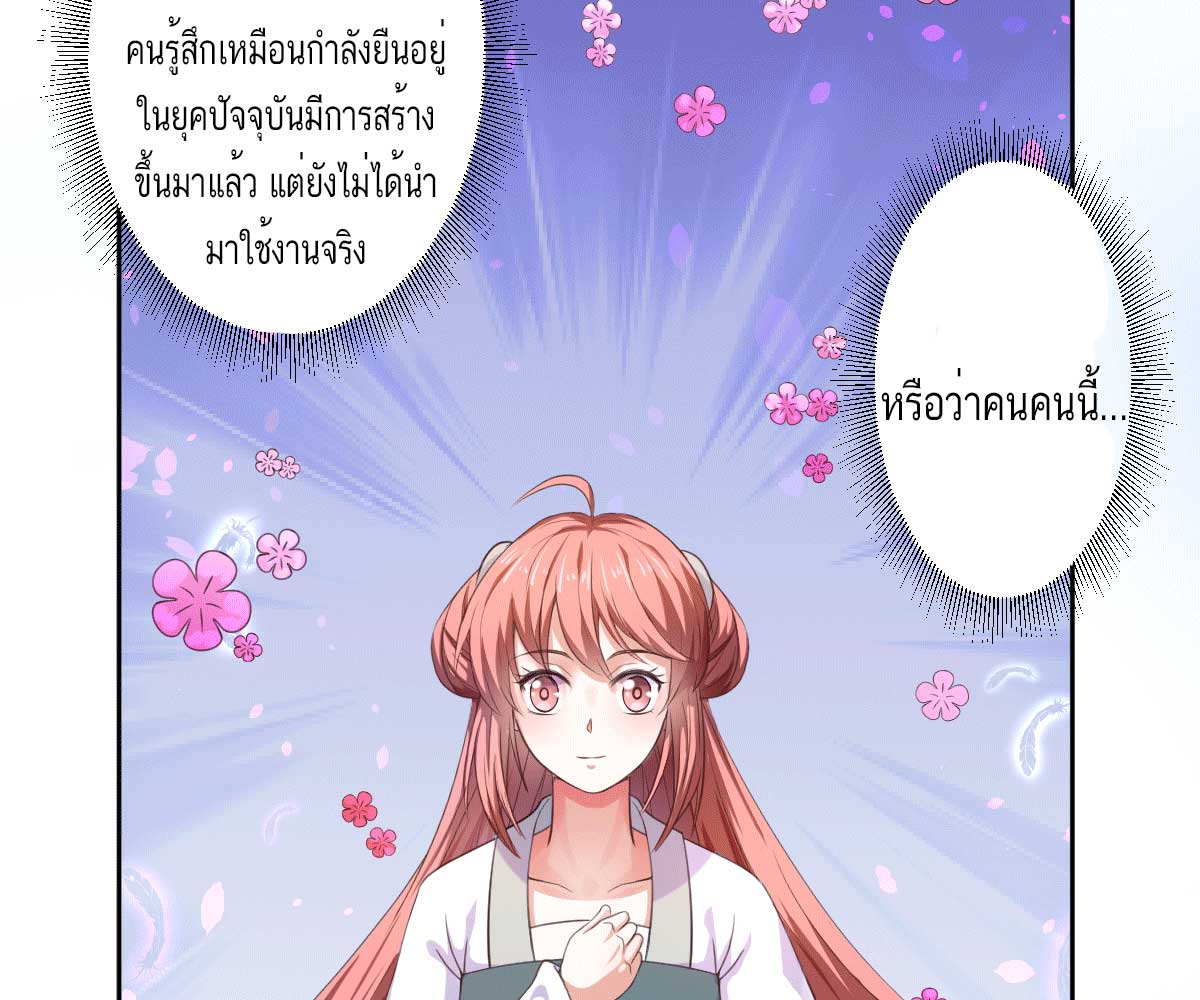 คนรู้สึกเหมือนกำลังยืนอยู่
ในยุคปัจจุบันมีการสร้าง
ขึ้นมาแล้ว แต่ยังไม่ได้นำ
มาใช้งานจริง
หรือว่าคนคนนี้...